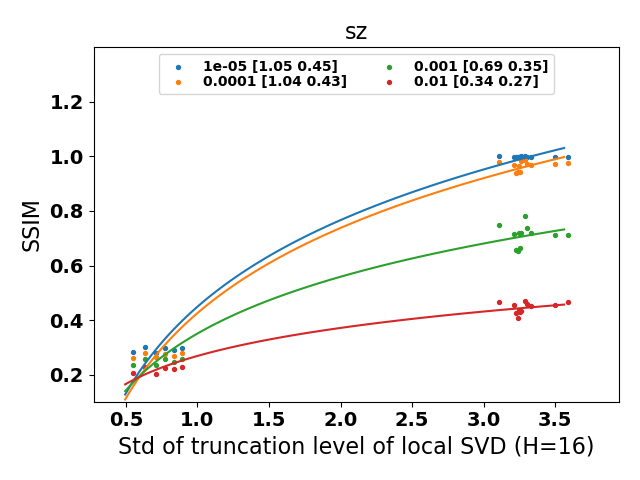 sz
1e-05 [1.05 0.45]
0.0001 [1.04 0.43]
0.001 [0.69 0.35]
0.01 [0.34 0.27]
SSIM
1.2
1.0
0.8
0.6
0.4
0.2
0.5 1.0 1.5 2.0 2.5 3.0 3.5
Std of truncation level of local SVD (H=16)